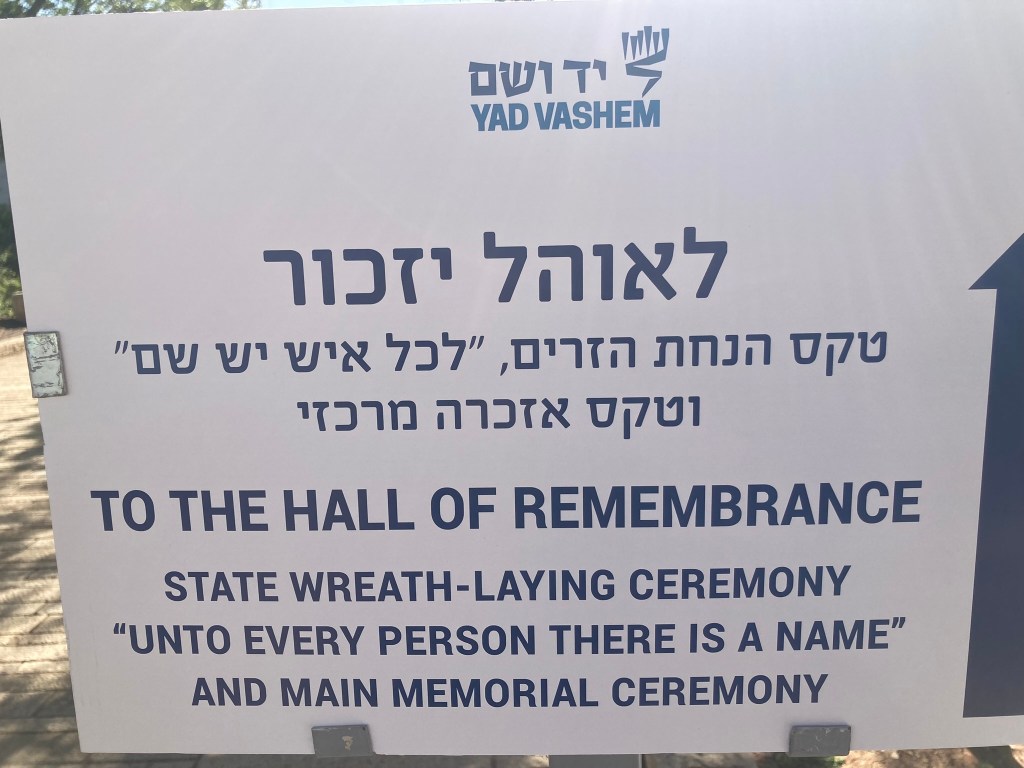 יד ושם
YAD VASHEM
לאוהל יזכור
טקס הנחת הזרים, "לכל איש יש שם"
וטקס אזכרה מרכזי
TO THE HALL OF REMEMBRANCE
STATE WREATH-LAYING CEREMONY
“UNTO EVERY PERSON THERE IS A NAME”
AND MAIN MEMORIAL CEREMONY